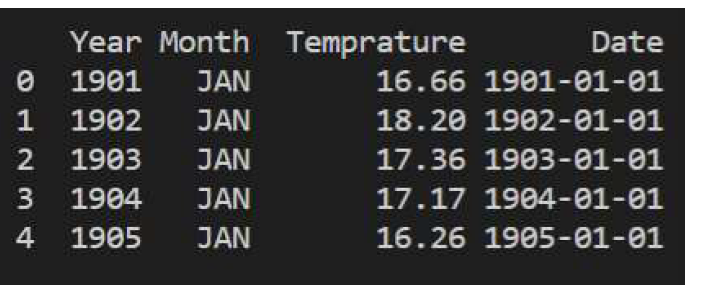 Year Month Temprature Date
0 1901 JAN 16.66 1901-01-01
1 1902 JAN 18.20 1902-01-01
2 1903 JAN 17.36 1903-01-01
3 1904 JAN 17.17 1904-01-01
4 1905 JAN 16.26 1905-01-01